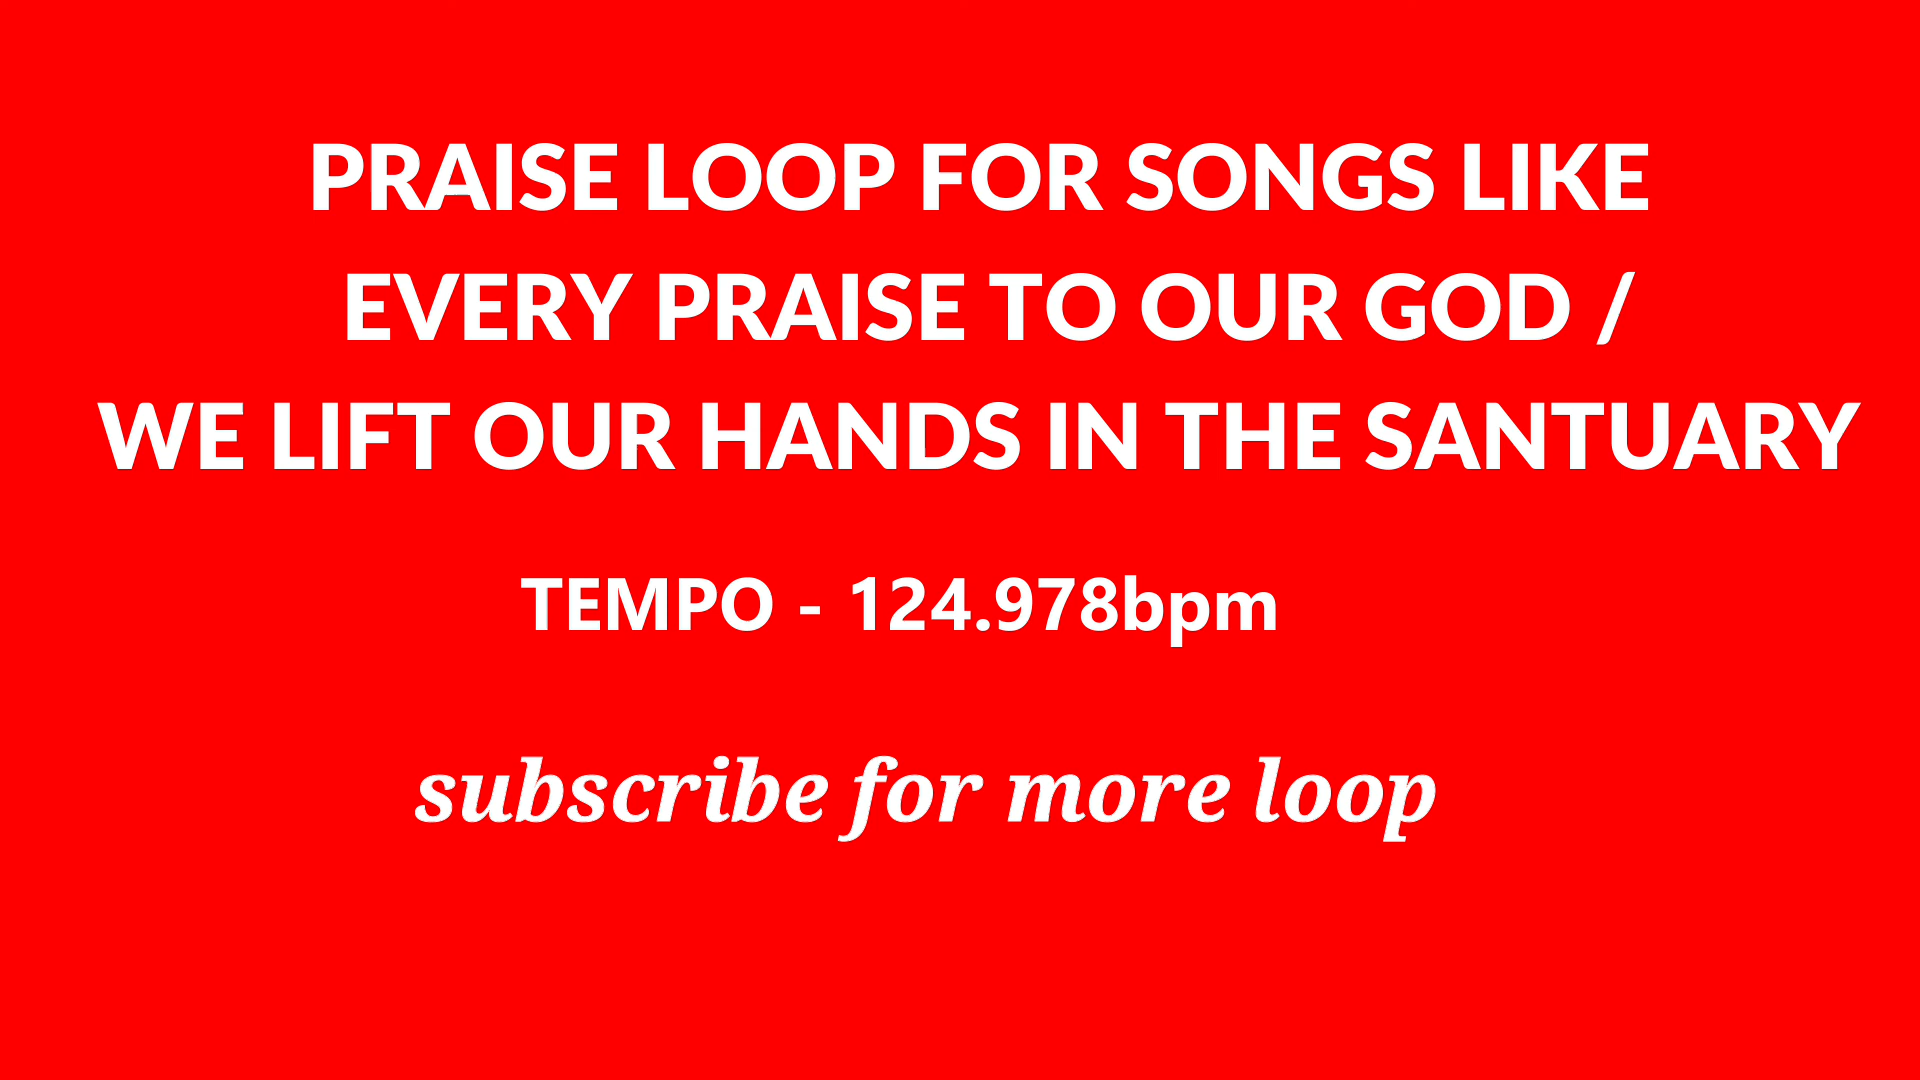 PRAISE LOOP FOR SONGS LIKE
EVERY PRAISE TO OUR GOD /
WE LIFT OUR HANDS IN THE SANTUARY
TEMPO - 124.978bpm
subscribe for more loop